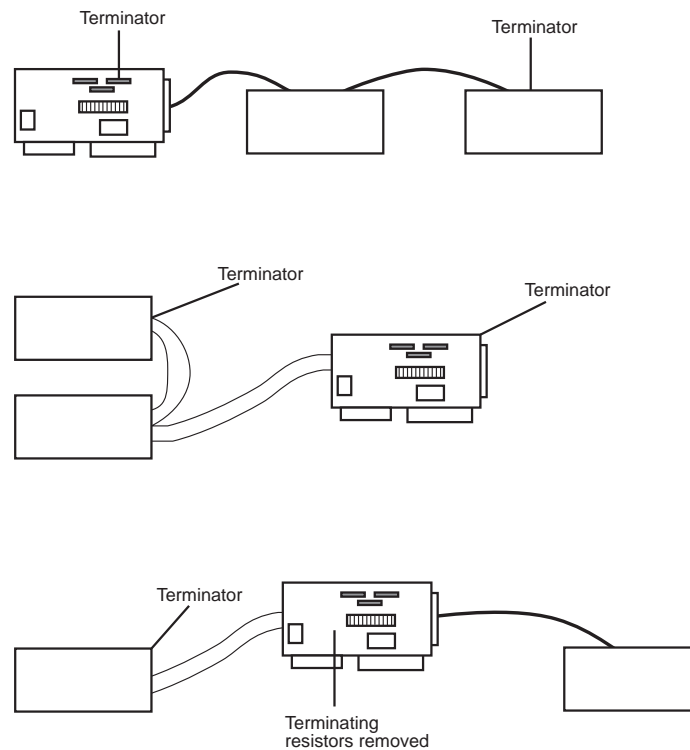 Terminator
Terminator
Terminator
Terminator
Terminator
Terminating
resistors removed